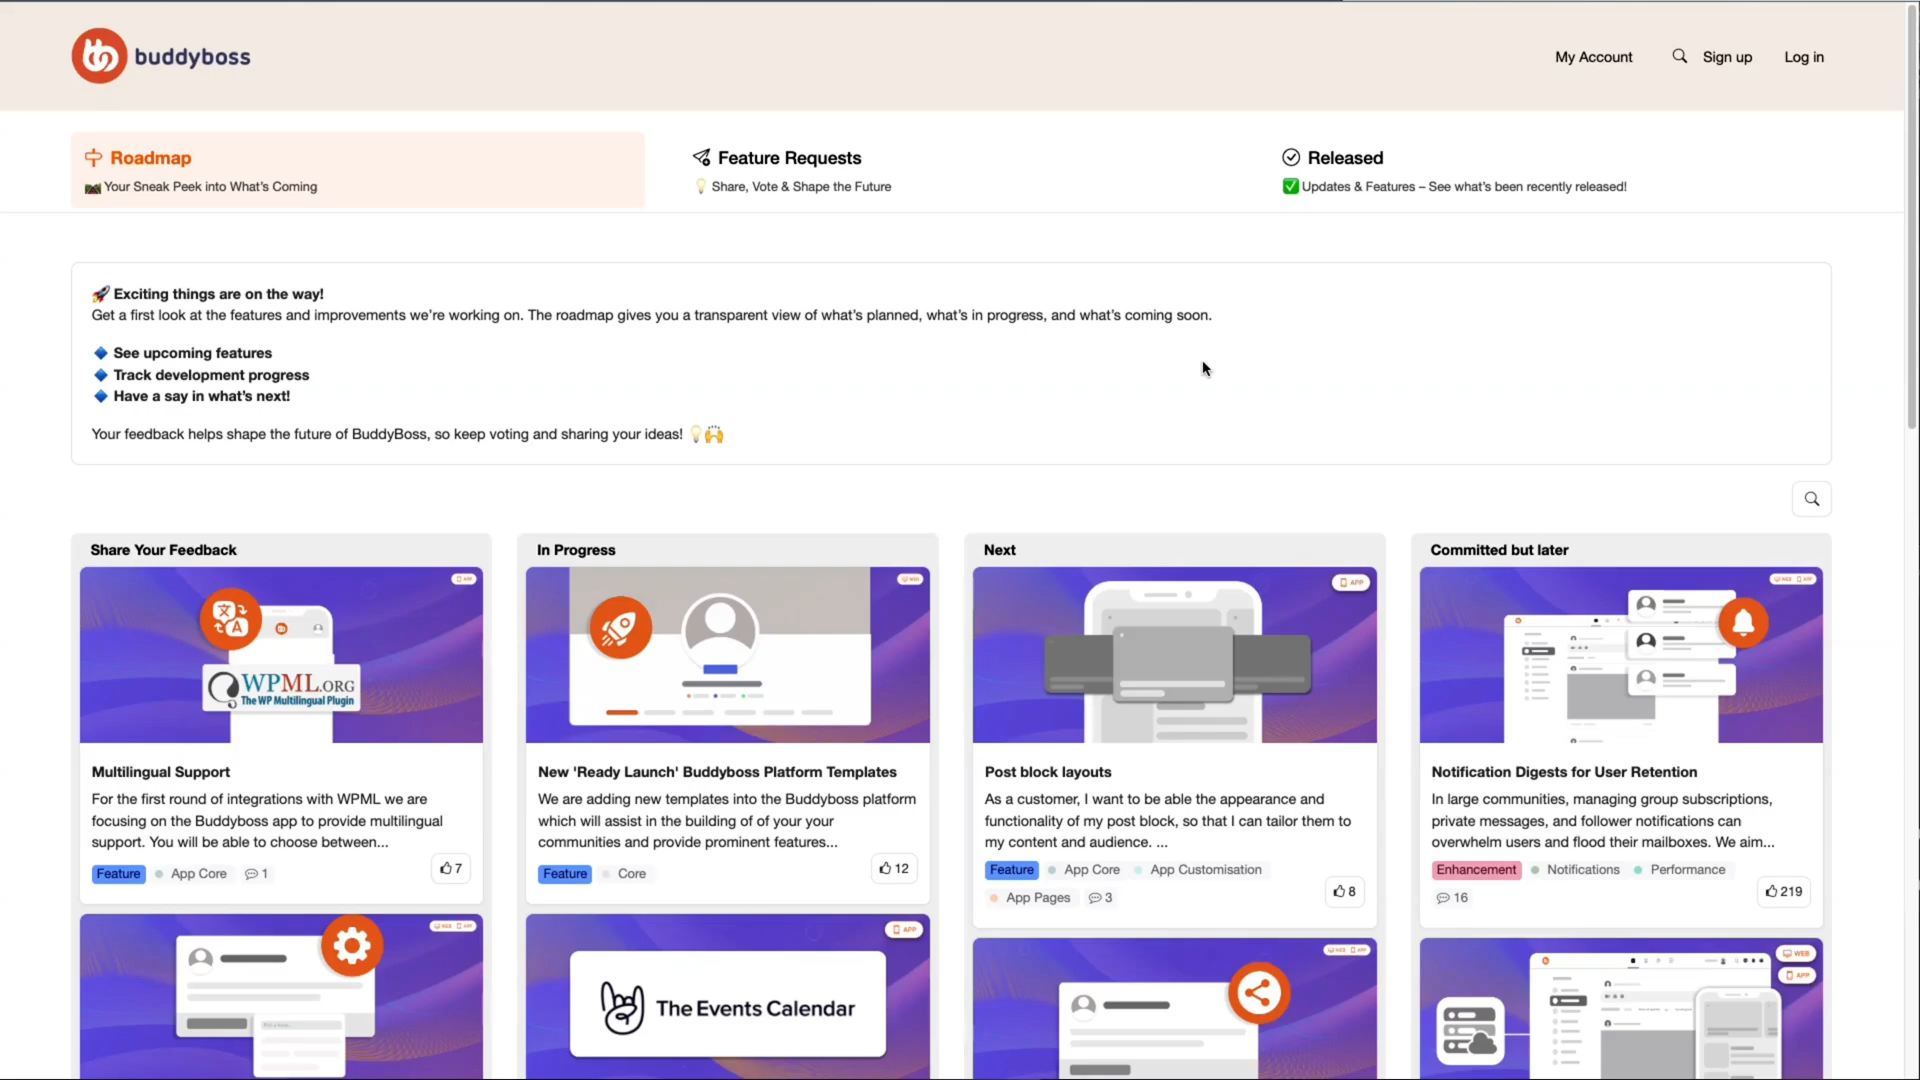 buddyboss
My Account
Sign up
Log in
Roadmap
Your Sneak Peek into What's Coming
Feature Requests
Share, Vote & Shape the Future
Released
Updates & Features – See what's been recently released!
Exciting things are on the way!
Get a first look at the features and improvements we're working on. The roadmap gives you a transparent view of what's planned, what's in progress, and what's coming soon.
See upcoming features
Track development progress
Have a say in what's next!
Your feedback helps shape the future of BuddyBoss, so keep voting and sharing your ideas!
Share Your Feedback
APP
WPML.ORG
The WP Multilingual Plugin
Multilingual Support
For the first round of integrations with WPML we are
focusing on the Buddyboss app to provide multilingual
support. You will be able to choose between...
Feature
App Core
1
7
WEB APP
In Progress
WEB
New 'Ready Launch' Buddyboss Platform Templates
We are adding new templates into the Buddyboss platform
which will assist in the building of of your your
communities and provide prominent features...
Feature
Core
12
APP
The Events Calendar
Next
APP
Post block layouts
As a customer, I want to be able the appearance and
functionality of my post block, so that I can tailor them to
my content and audience. ...
Feature
App Core
App Customisation
App Pages
3
8
WEB APP
Committed but later
WEB APP
Notification Digests for User Retention
In large communities, managing group subscriptions,
private messages, and follower notifications can
overwhelm users and flood their mailboxes. We aim...
Enhancement
Notifications
Performance
16
219
WEB
APP